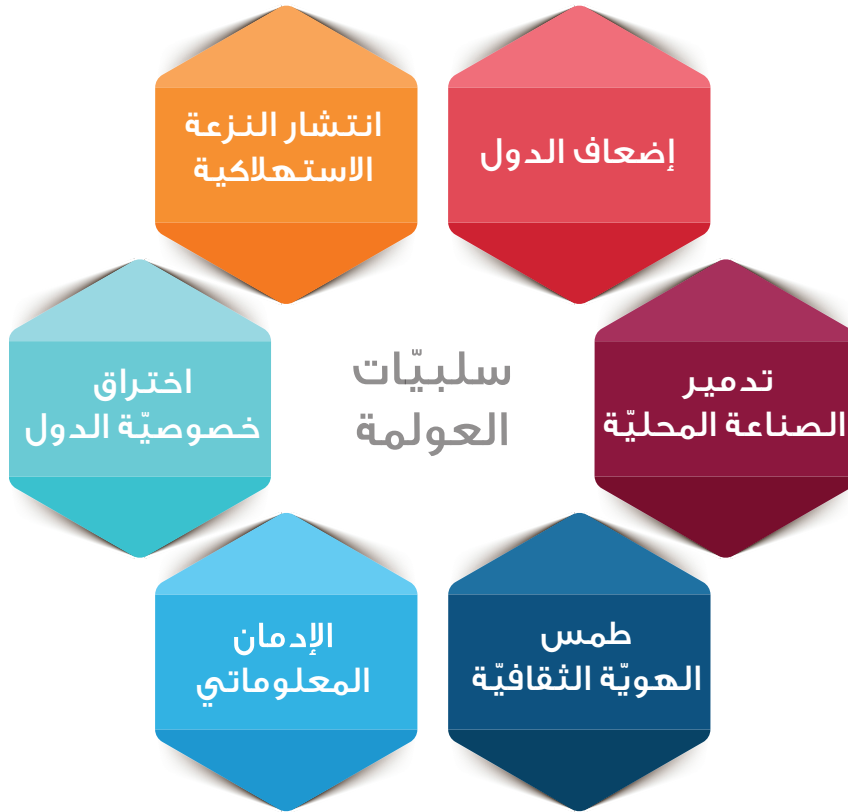 إضعاف الدول
انتشار النزعة
الاستهلاكية
سلبيّات
العولمة
تدمير
الصناعة المحليّة
اختراق
خصوصيّة الدول
طمس
الهويّة الثقافيّة
الإدمان
المعلوماتي